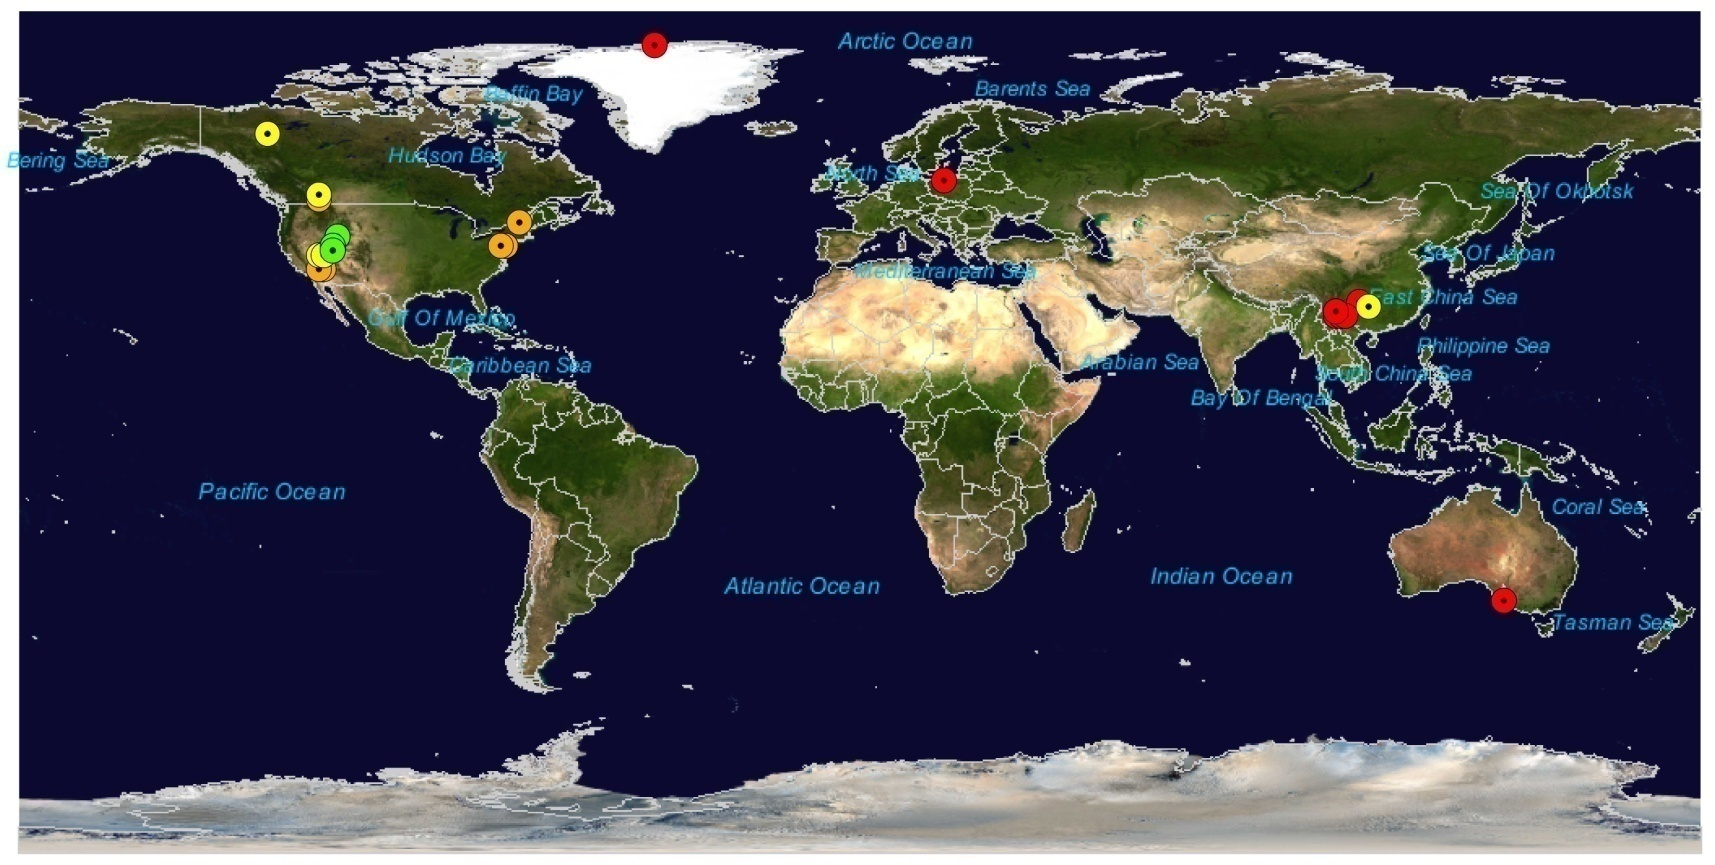 Arctic Ocean
Barents Sea
Baffin Bay
Hudson Bay
Bering Sea
North Sea
Sea Of Okhotsk
Sea Of Japan
Mediterranean Sea
East China Sea
Gulf Of Mexico
Philippine Sea
Caribbean Sea
Arabian Sea
South China Sea
Bay Of Bengal
Pacific Ocean
Coral Sea
Atlantic Ocean
Indian Ocean
Tasman Sea